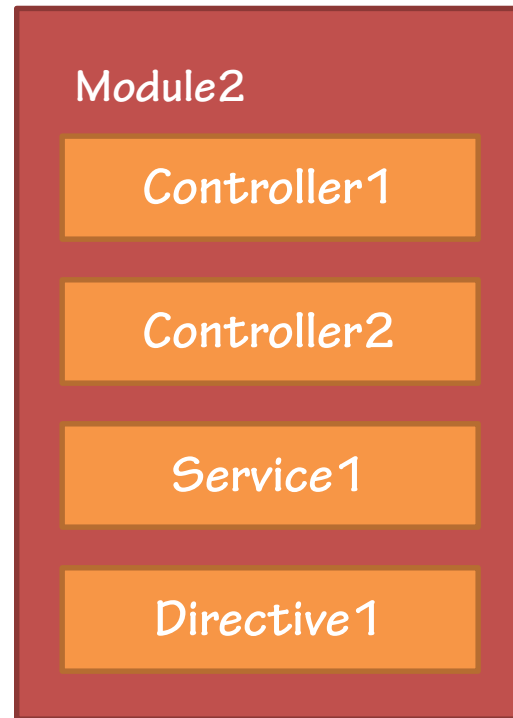 Module2
Controller1
Controller2
Service1
Directive1